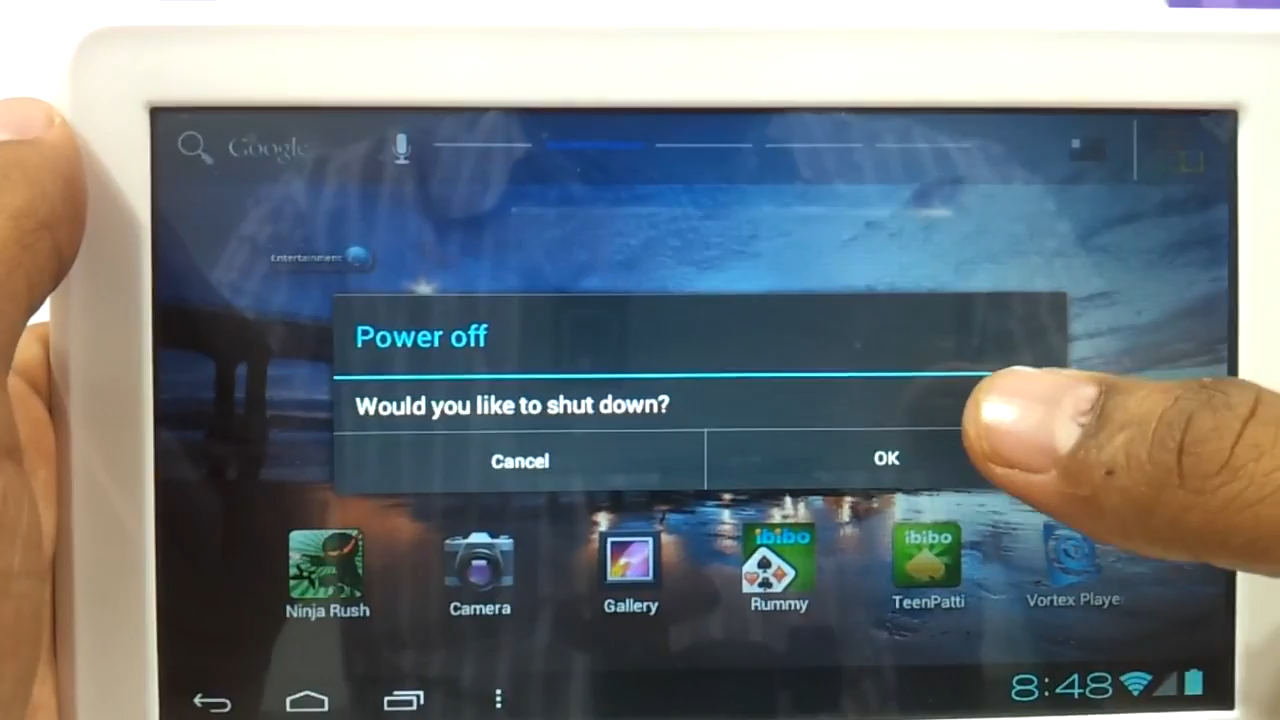 Google
Entertainment
Power off
Would you like to shut down?
Cancel
OK
ibibo
ibibo
Ninja Rush
Camera
Gallery
Rummy
TeenPatti
Vortex Playe
8:48